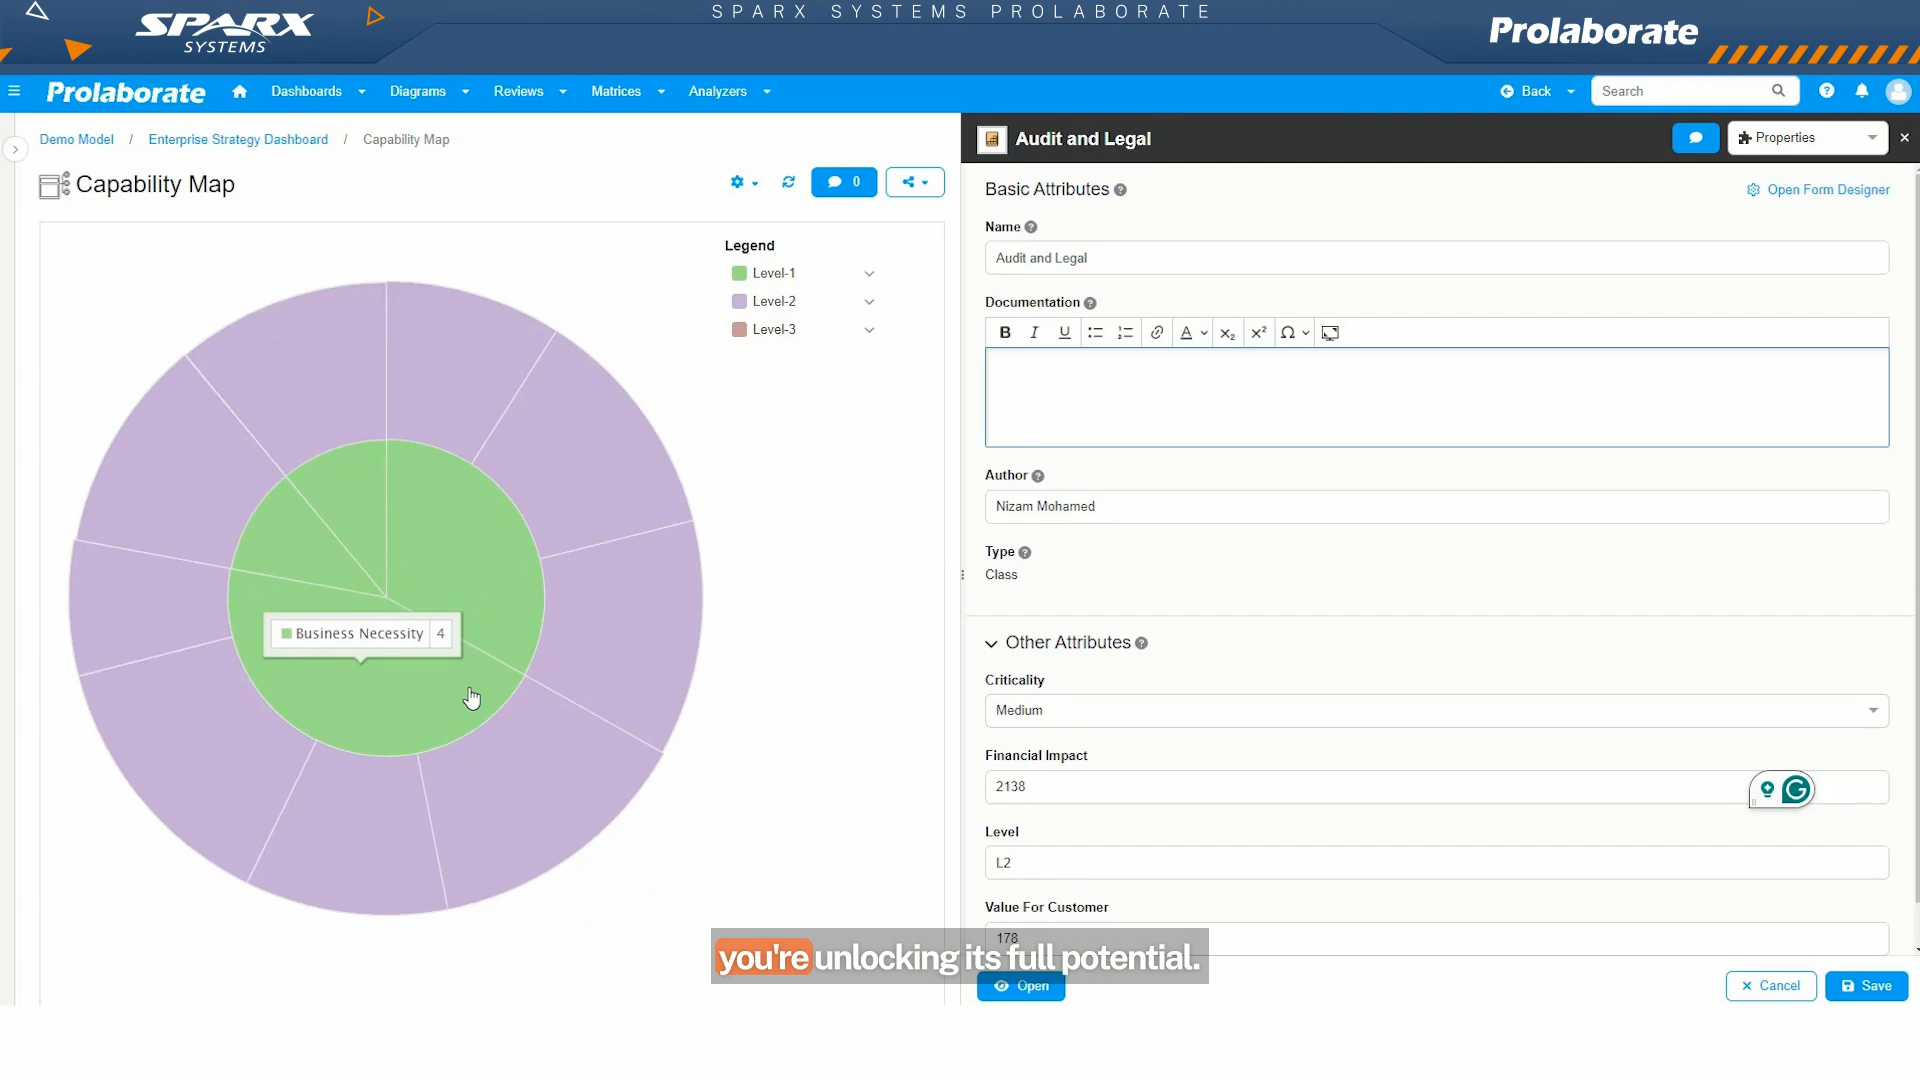 SPARX SYSTEMS PROLABORATE
SPARX
SYSTEMS
Prolaborate
Prolaborate Dashboards Diagrams Reviews Matrices Analyzers Back Search
Demo Model / Enterprise Strategy Dashboard / Capability Map
Capability Map
0
Legend
Level-1
Level-2
Level-3
Business Necessity 4
Audit and Legal
Properties
Basic Attributes
Open Form Designer
Name
Audit and Legal
Documentation
B I U A X₂ X² Ω
Author
Nizam Mohamed
Type
Class
Other Attributes
Criticality
Medium
Financial Impact
2138
Level
L2
Value For Customer
178
you're unlocking its full potential.
Open
Cancel
Save